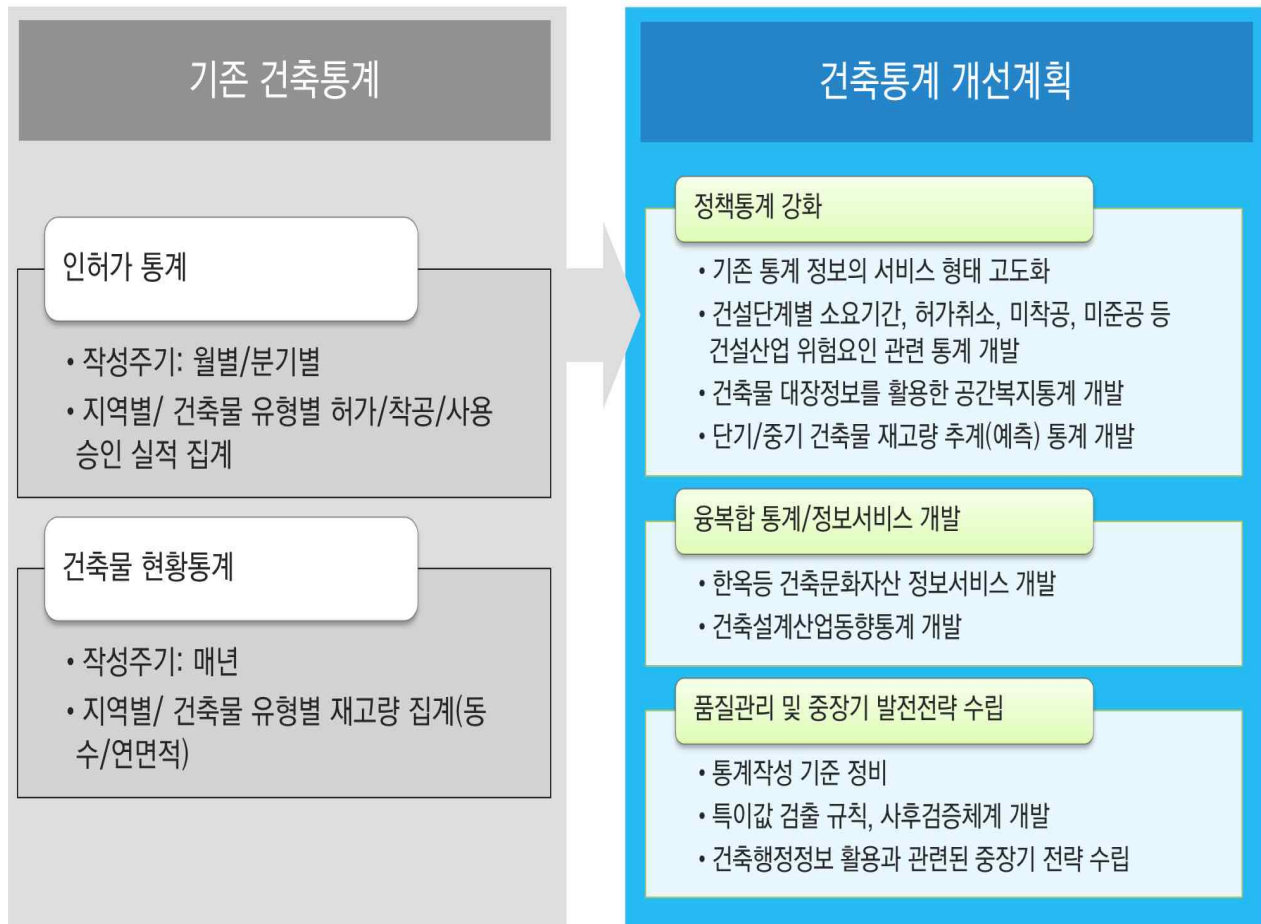 기존 건축통계
인허가 통계
• 작성주기: 월별/분기별
• 지역별/ 건축물 유형별 허가/착공/사용
승인 실적 집계
건축물 현황통계
• 작성주기: 매년
• 지역별/ 건축물 유형별 재고량 집계(동
수/연면적)
건축통계 개선계획
정책통계 강화
• 기존 통계 정보의 서비스 형태 고도화
• 건설단계별 소요기간, 허가취소, 미착공, 미준공 등
건설산업 위험요인 관련 통계 개발
• 건축물 대장정보를 활용한 공간복지통계 개발
• 단기/중기 건축물 재고량 추계(예측) 통계 개발
융복합 통계/정보서비스 개발
• 한옥등 건축문화자산 정보서비스 개발
• 건축설계산업동향통계 개발
품질관리 및 중장기 발전전략 수립
• 통계작성 기준 정비
• 특이값 검출 규칙, 사후검증체계 개발
• 건축행정정보 활용과 관련된 중장기 전략 수립